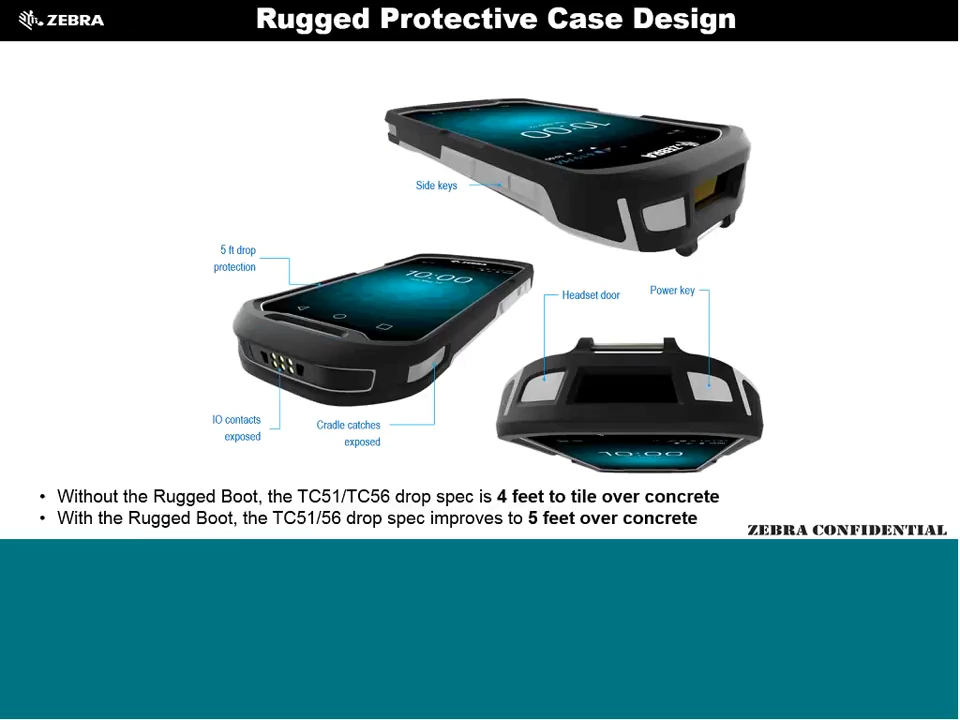 ZEBRA
Rugged Protective Case Design
10:00
ZEBRA
Side keys
5 ft drop
protection
ZEBRA
10:00
Headset door
Power key
IO contacts
exposed
Cradle catches
exposed
10:00
• Without the Rugged Boot, the TC51/TC56 drop spec is 4 feet to tile over concrete
• With the Rugged Boot, the TC51/56 drop spec improves to 5 feet over concrete
ZEBRA CONFIDENTIAL